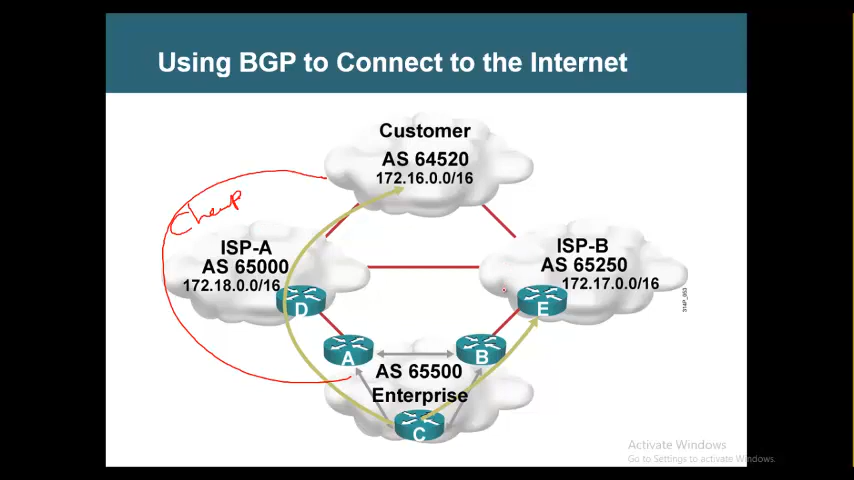 Using BGP to Connect to the Internet
Customer
AS 64520
172.16.0.0/16
Cheap
ISP-A
AS 65000
172.18.0.0/16
ISP-B
AS 65250
172.17.0.0/16
D
E
A
B
AS 65500
Enterprise
C
Activate Windows
Go to Settings to activate Windows.